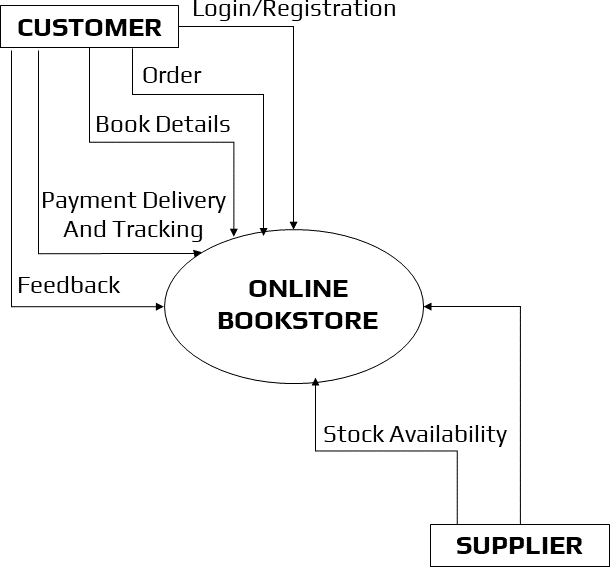 Login/Registration
CUSTOMER
Order
Book Details
Payment Delivery
And Tracking
Feedback
ONLINE
BOOKSTORE
Stock Availability
SUPPLIER